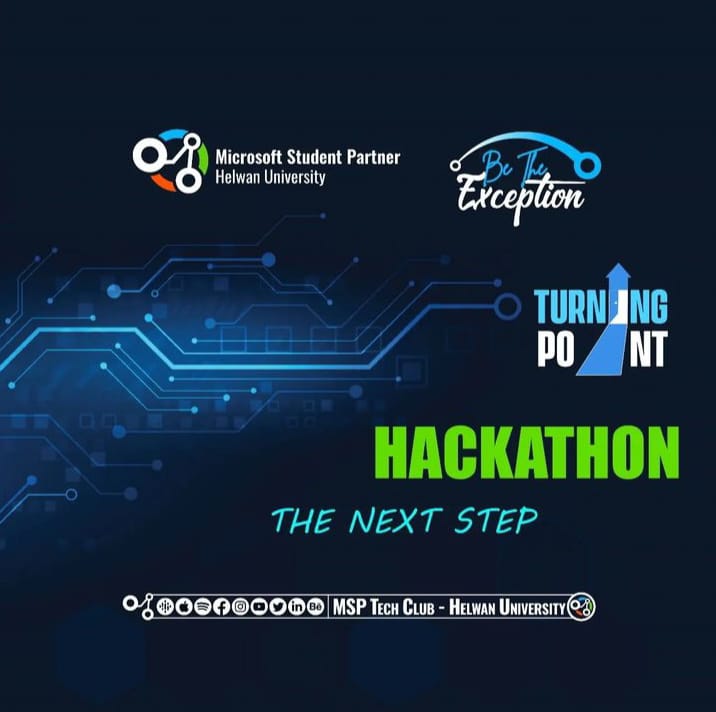 Microsoft Student Partner
Helwan University
Be The
Exception
TURNING
POINT
HACKATHON
THE NEXT STEP
Bē
MSP TECH CLUB - HELWAN UNIVERSITY